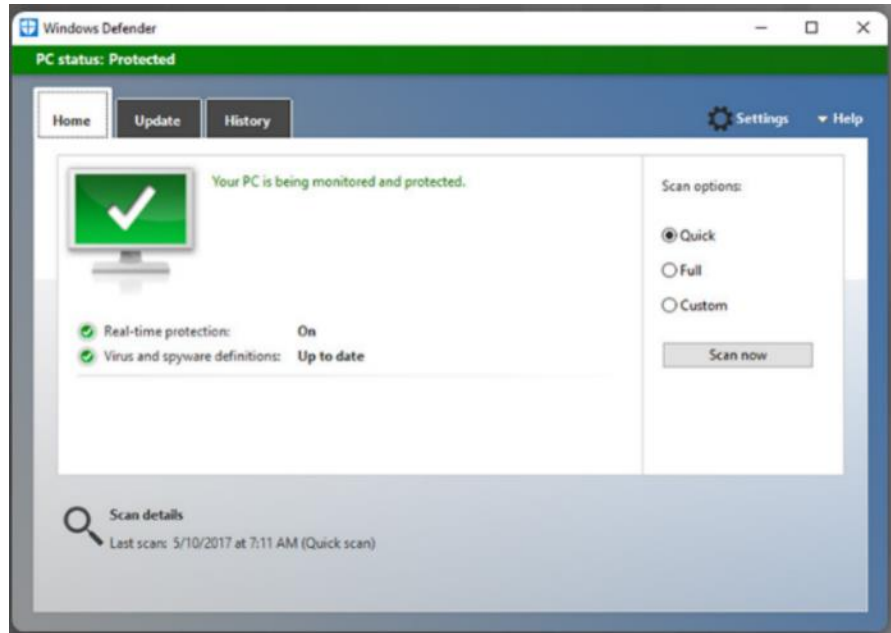 Windows Defender
PC status: Protected
Home Update History Settings Help
Your PC is being monitored and protected.
Scan options:
Quick
Full
Custom
Real-time protection: On
Virus and spyware definitions: Up to date
Scan now
Scan details
Last scan: 5/10/2017 at 7:11 AM (Quick scan)